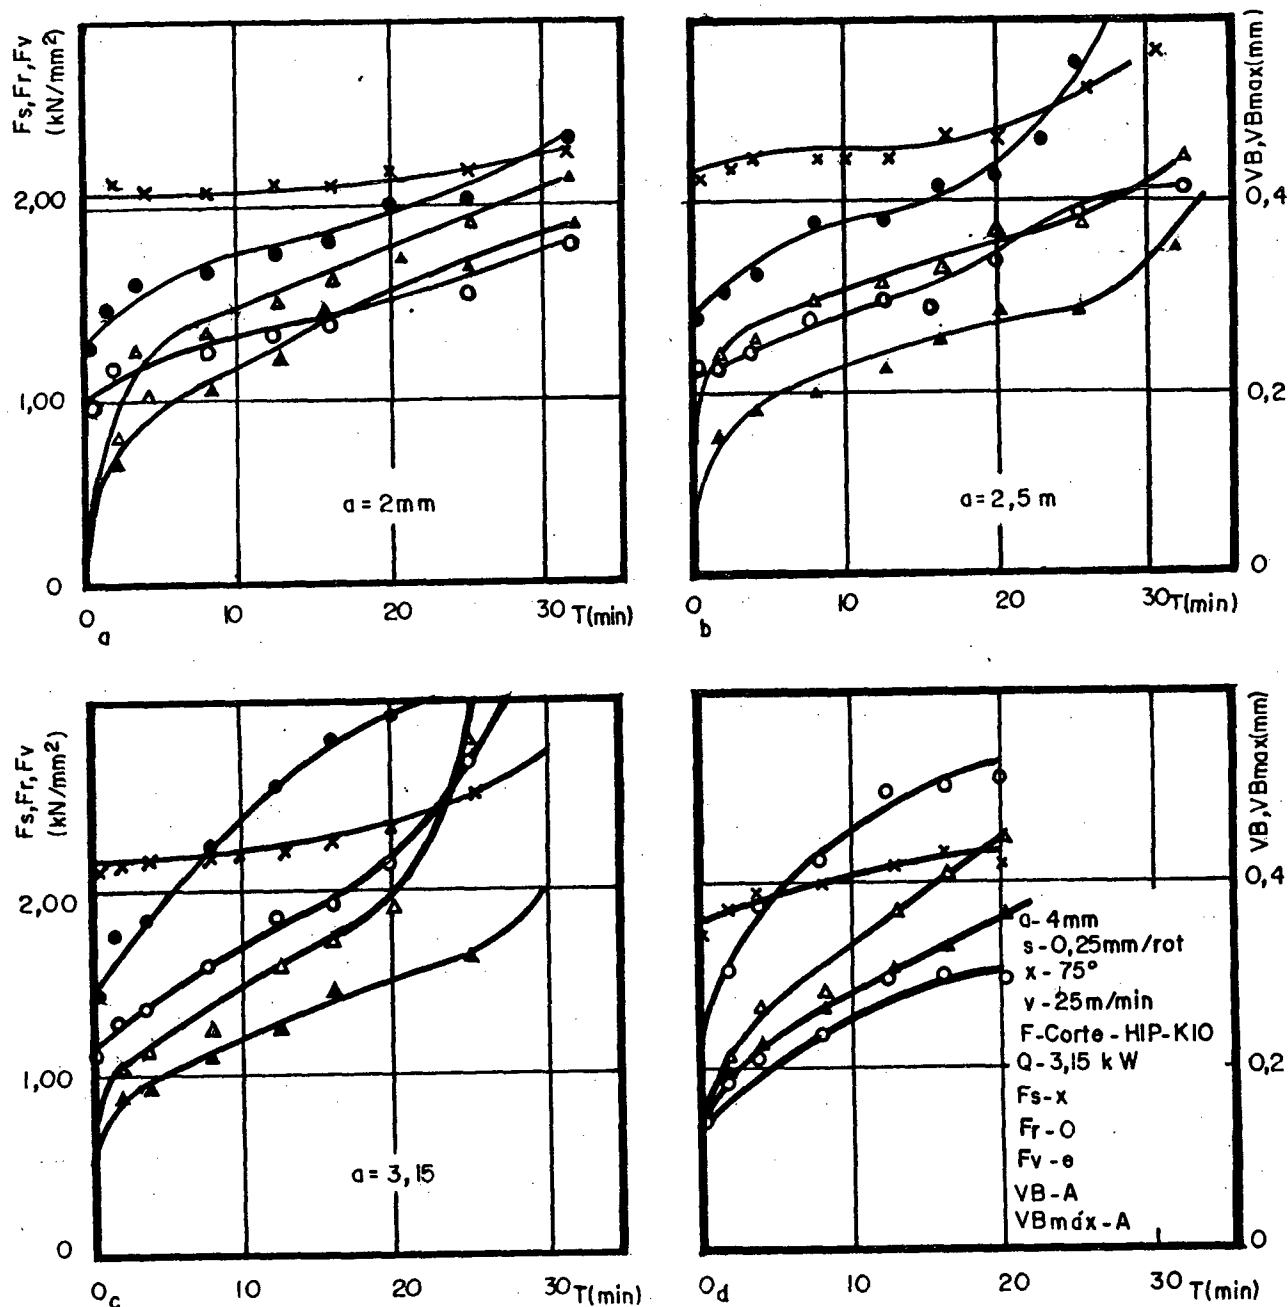 Fs,Fr,Fv
(kN/mm²)
2,00
1,00
0
a = 2mm
0 10 20 30 T(min)
a
VB,VBmax(mm)
0,4
0,2
0
a = 2,5 m
0 10 20 30 T(min)
b
Fs,Fr,Fv
(kN/mm²)
2,00
1,00
0
a = 3,15
0 10 20 30 T(min)
c
VB,VBmax(mm)
0,4
0,2
0
a-4mm
s-0,25mm/rot
x-75°
v-25m/min
F-Corte-HIP-K10
Q-3,15 kW
Fs-x
Fr-O
Fv-e
VB-A
VBmáx-A
0 10 20 30 T(min)
d